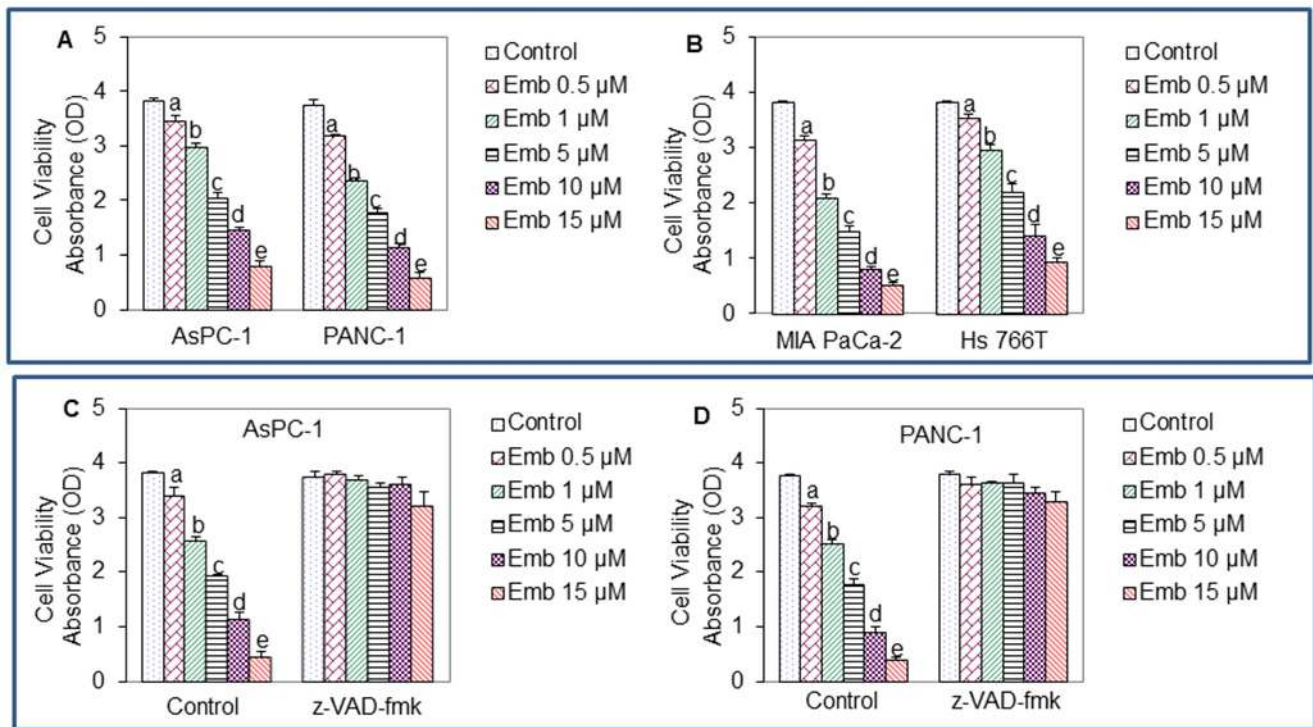 A
5
4
3
2
1
0
Cell Viability
Absorbance (OD)
a
b
c
d
e
a
b
c
d
e
AsPC-1
PANC-1
Control
Emb 0.5 µM
Emb 1 µM
Emb 5 µM
Emb 10 µM
Emb 15 µM
B
5
4
3
2
1
0
Cell Viability
Absorbance (OD)
a
b
c
d
e
a
b
c
d
e
MIA PaCa-2
Hs 766T
Control
Emb 0.5 µM
Emb 1 µM
Emb 5 µM
Emb 10 µM
Emb 15 µM
C
5
4
3
2
1
0
Cell Viability
Absorbance (OD)
AsPC-1
a
b
c
d
e
Control
z-VAD-fmk
Control
Emb 0.5 µM
Emb 1 µM
Emb 5 µM
Emb 10 µM
Emb 15 µM
D
5
4
3
2
1
0
Cell Viability
Absorbance (OD)
PANC-1
a
b
c
d
e
Control
z-VAD-fmk
Control
Emb 0.5 µM
Emb 1 µM
Emb 5 µM
Emb 10 µM
Emb 15 µM